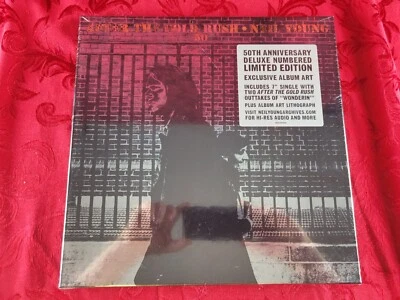 AFTER THE GOLD RUSH • NEIL YOUNG
50
50TH ANNIVERSARY
DELUXE NUMBERED
LIMITED EDITION
EXCLUSIVE ALBUM ART
INCLUDES 7" SINGLE WITH
TWO AFTER THE GOLD RUSH
OUTTAKES OF "WONDERIN'"
PLUS ALBUM ART LITHOGRAPH
VISIT NEILYOUNGARCHIVES.COM
FOR HI-RES AUDIO AND MORE